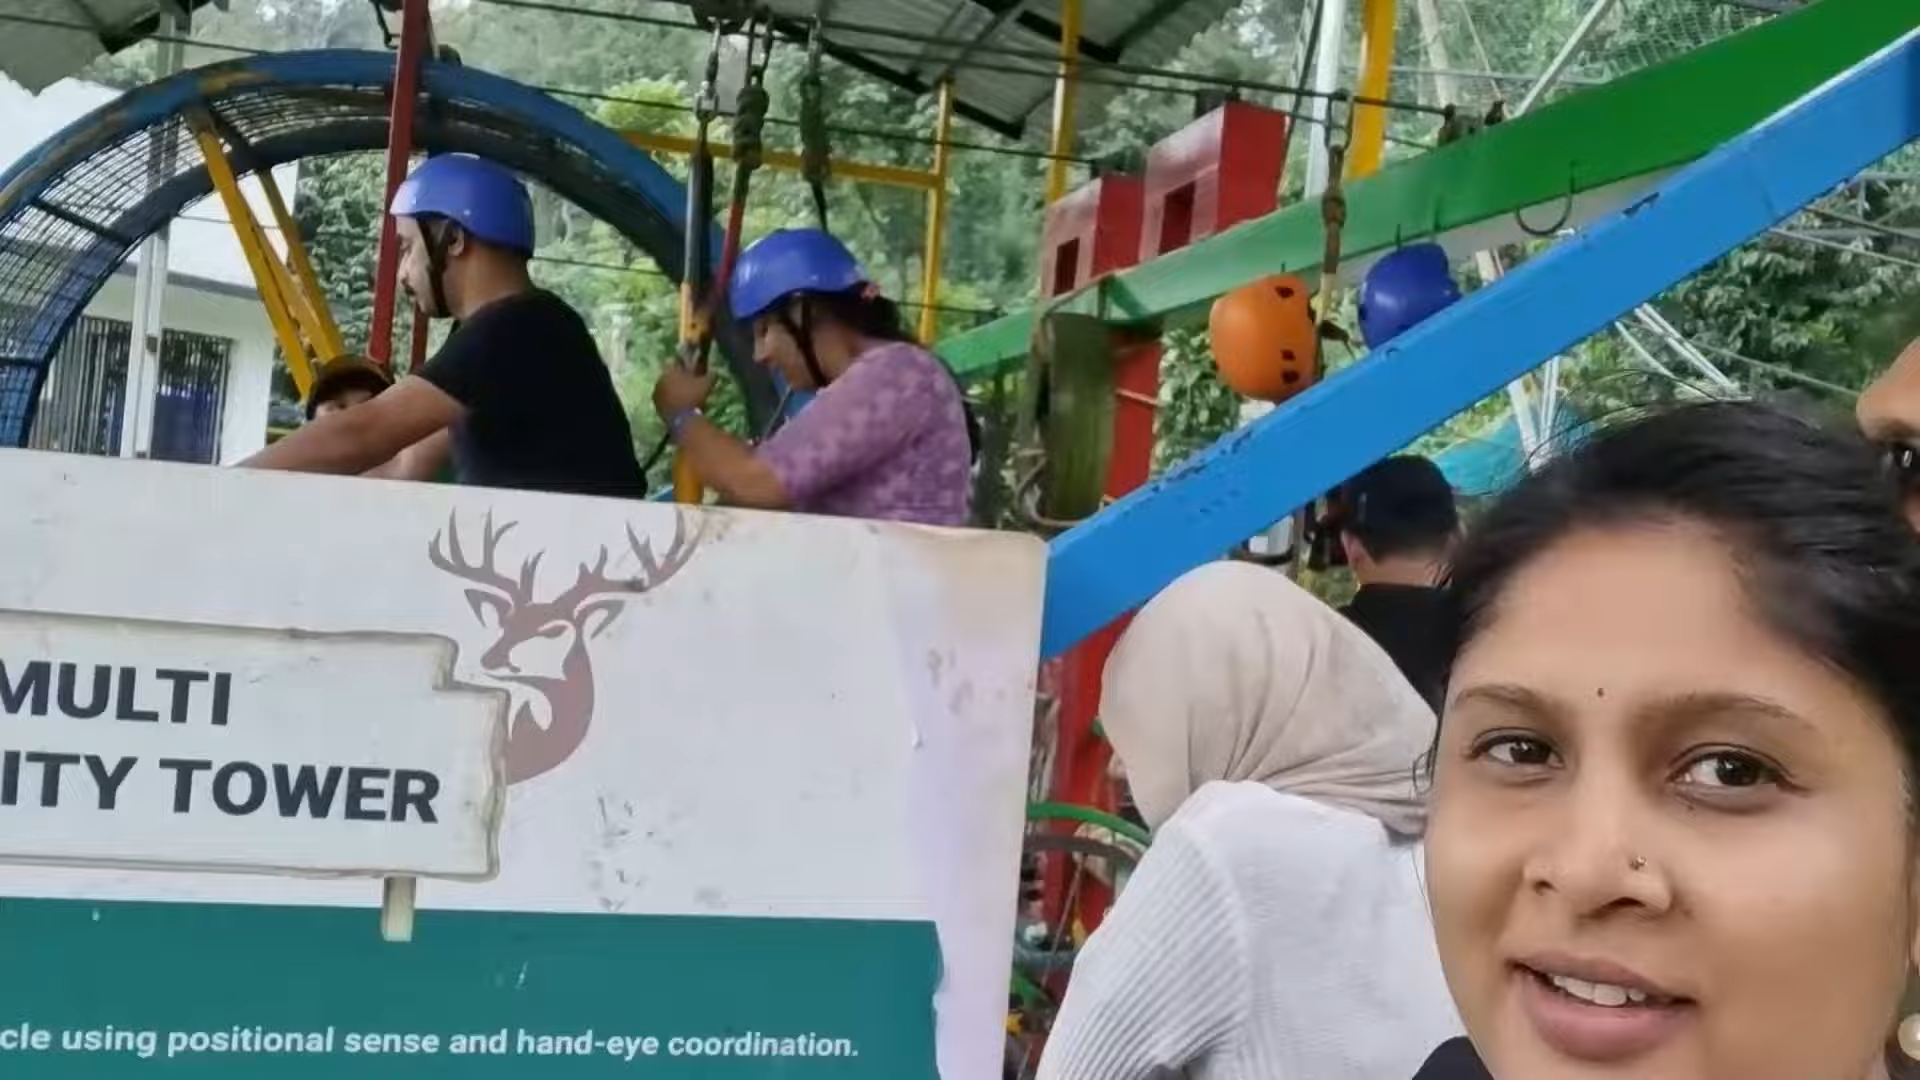 MULTI
ITY TOWER
cle using positional sense and hand-eye coordination.